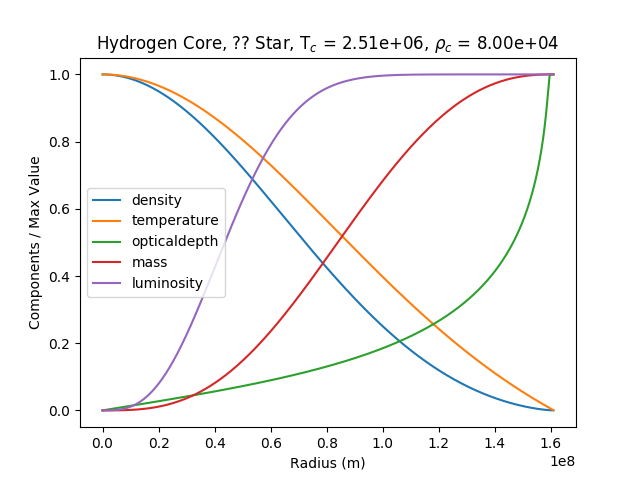 Hydrogen Core, ?? Star, T_c = 2.51e+06, ρ_c = 8.00e+04
1.0
0.8
0.6
0.4
0.2
0.0
Components / Max Value
density
temperature
opticaldepth
mass
luminosity
0.0 0.2 0.4 0.6 0.8 1.0 1.2 1.4 1.6
1e8
Radius (m)